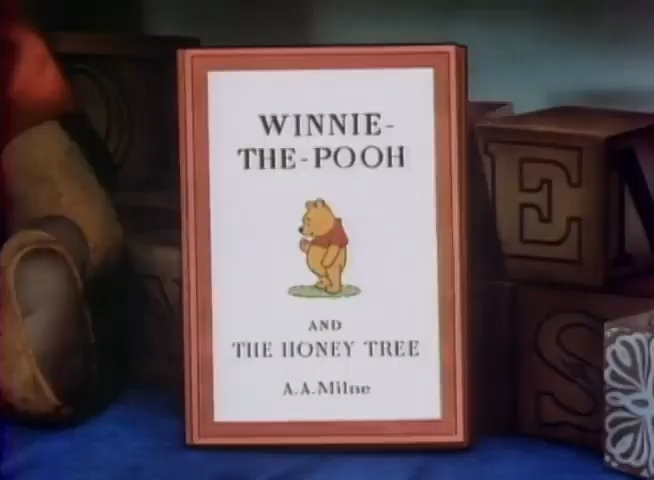 WINNIE-
THE-POOH
AND
THE HONEY TREE
A.A.Milne
E
N
S